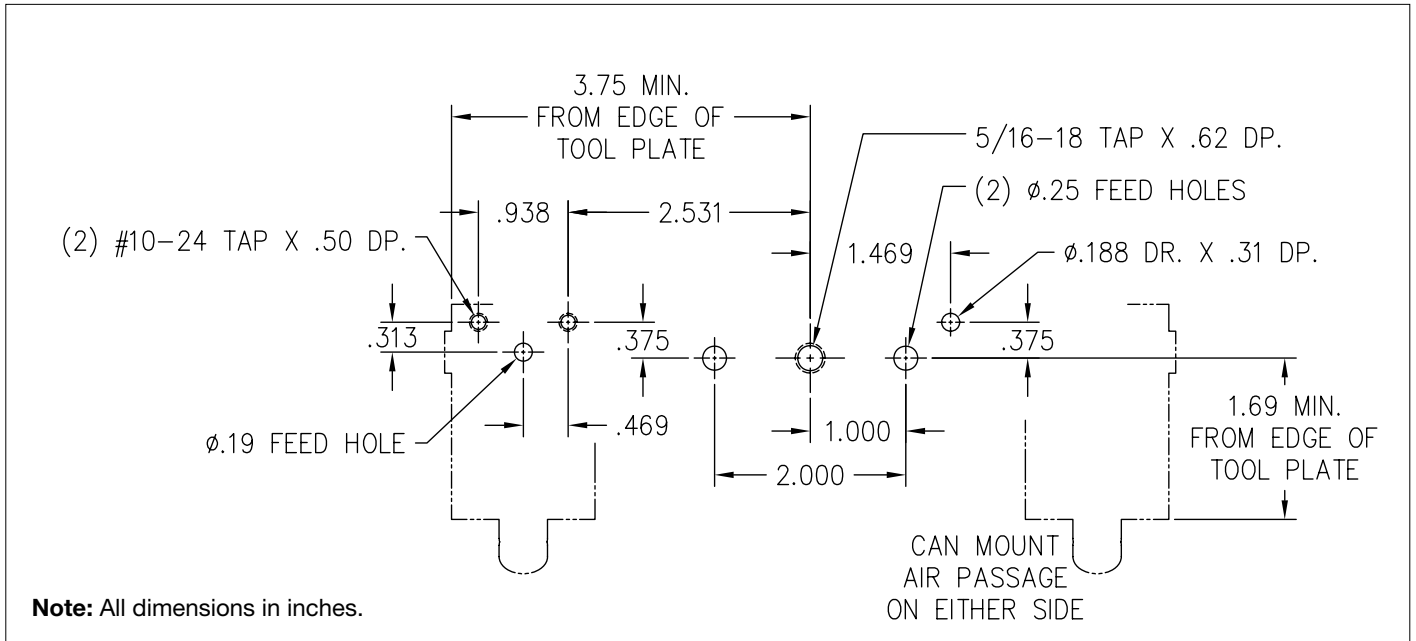 3.75 MIN.
FROM EDGE OF
TOOL PLATE
5/16-18 TAP X .62 DP.
(2) ø.25 FEED HOLES
.938
2.531
(2) #10-24 TAP X .50 DP.
1.469
ø.188 DR. X .31 DP.
.313
.375
.375
1.69 MIN.
FROM EDGE OF
TOOL PLATE
ø.19 FEED HOLE
.469
1.000
2.000
CAN MOUNT
AIR PASSAGE
ON EITHER SIDE
Note: All dimensions in inches.